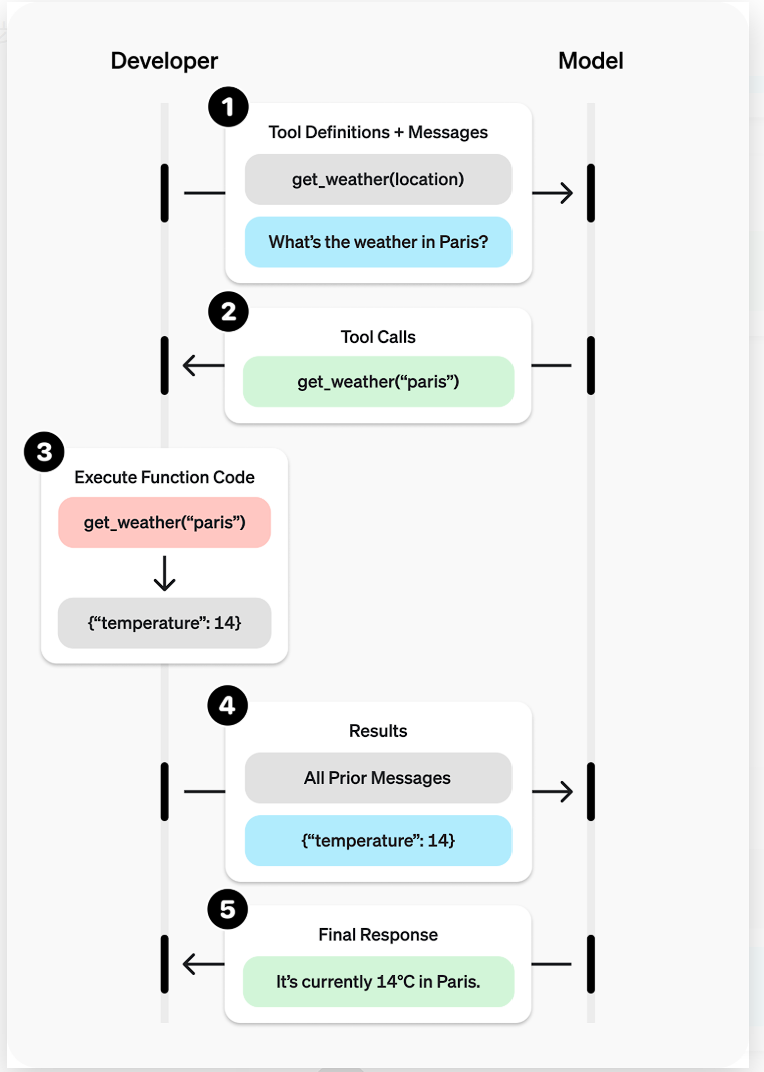 Developer
Model
1
Tool Definitions + Messages
get_weather(location)
What’s the weather in Paris?
2
Tool Calls
get_weather(“paris”)
3
Execute Function Code
get_weather(“paris”)
{“temperature”: 14}
4
Results
All Prior Messages
{“temperature”: 14}
5
Final Response
It’s currently 14°C in Paris.